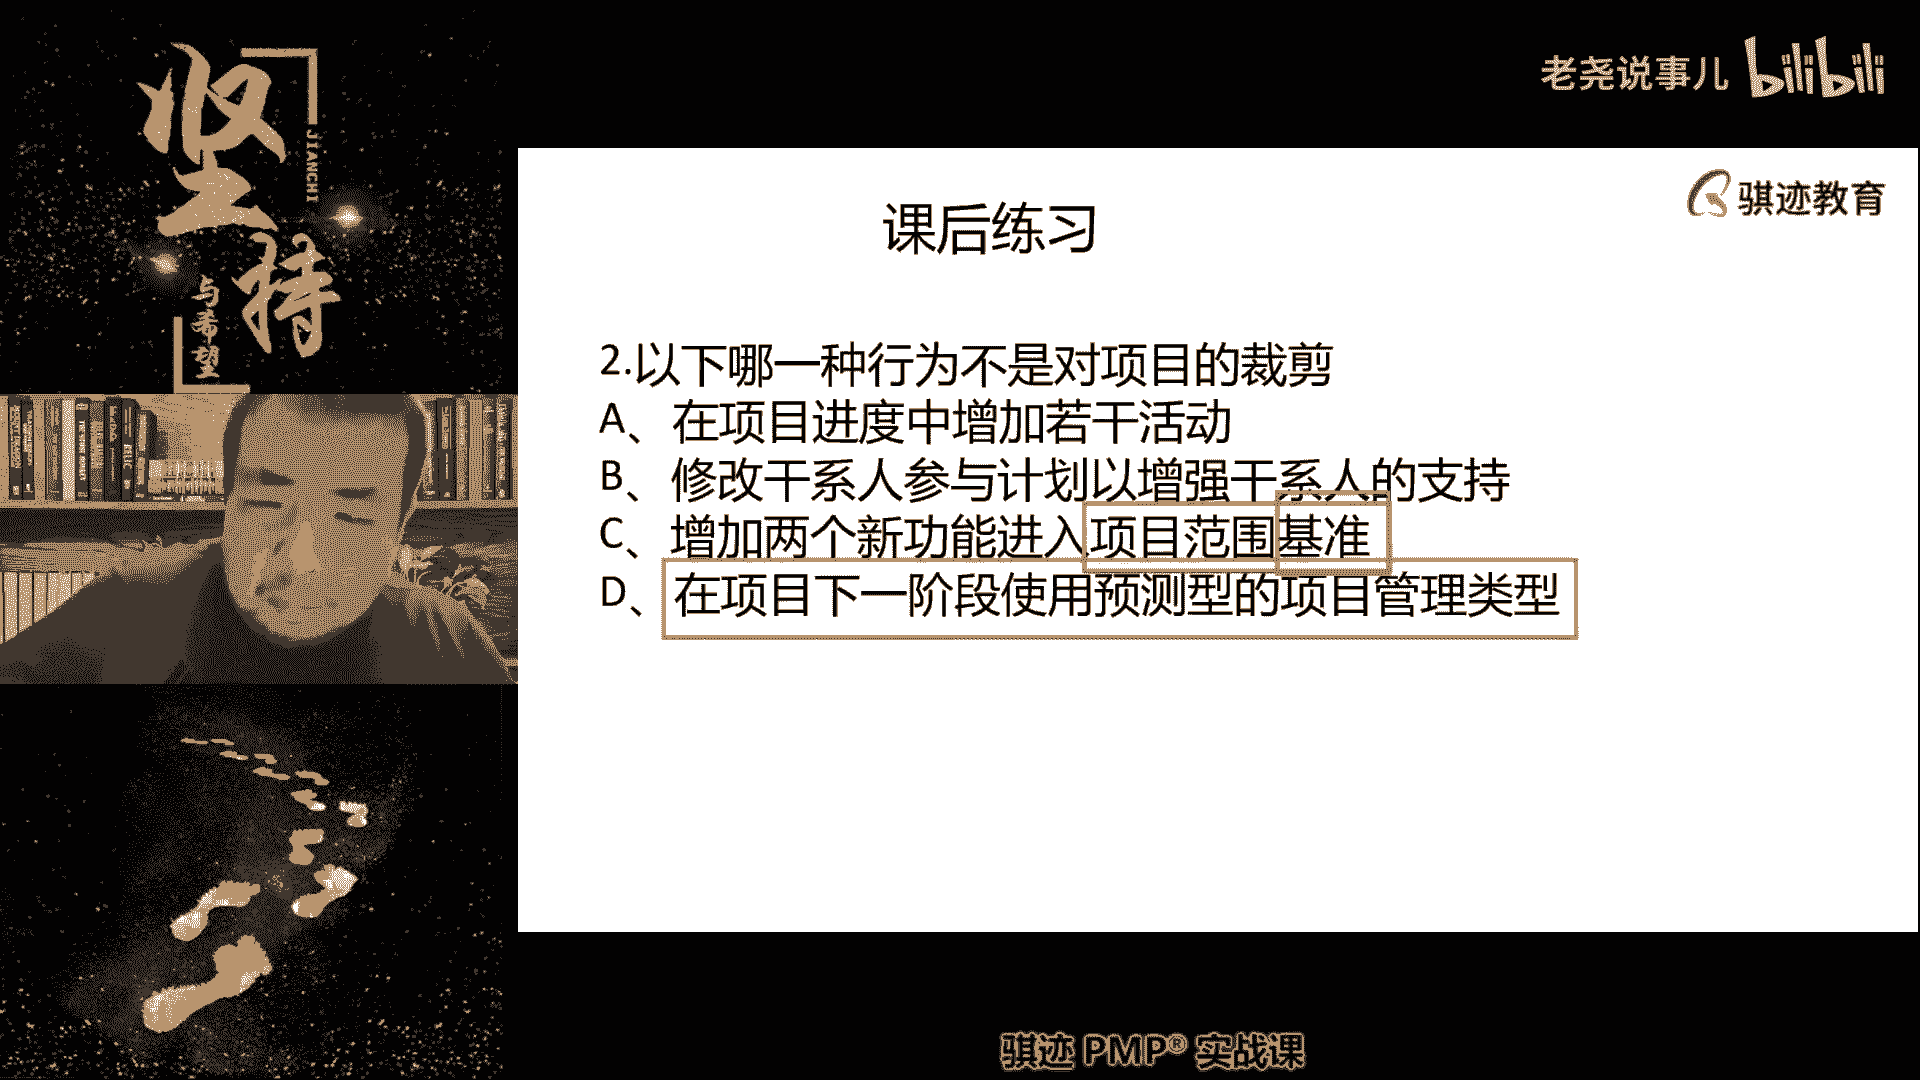 坚持
JIANCHI
与希望
老尧说事儿 bilibili
骐迹教育
课后练习
2.以下哪一种行为不是对项目的裁剪
A、在项目进度中增加若干活动
B、修改干系人参与计划以增强干系人的支持
C、增加两个新功能进入项目范围基准
D、在项目下一阶段使用预测型的项目管理类型
骐迹 PMP® 实战课